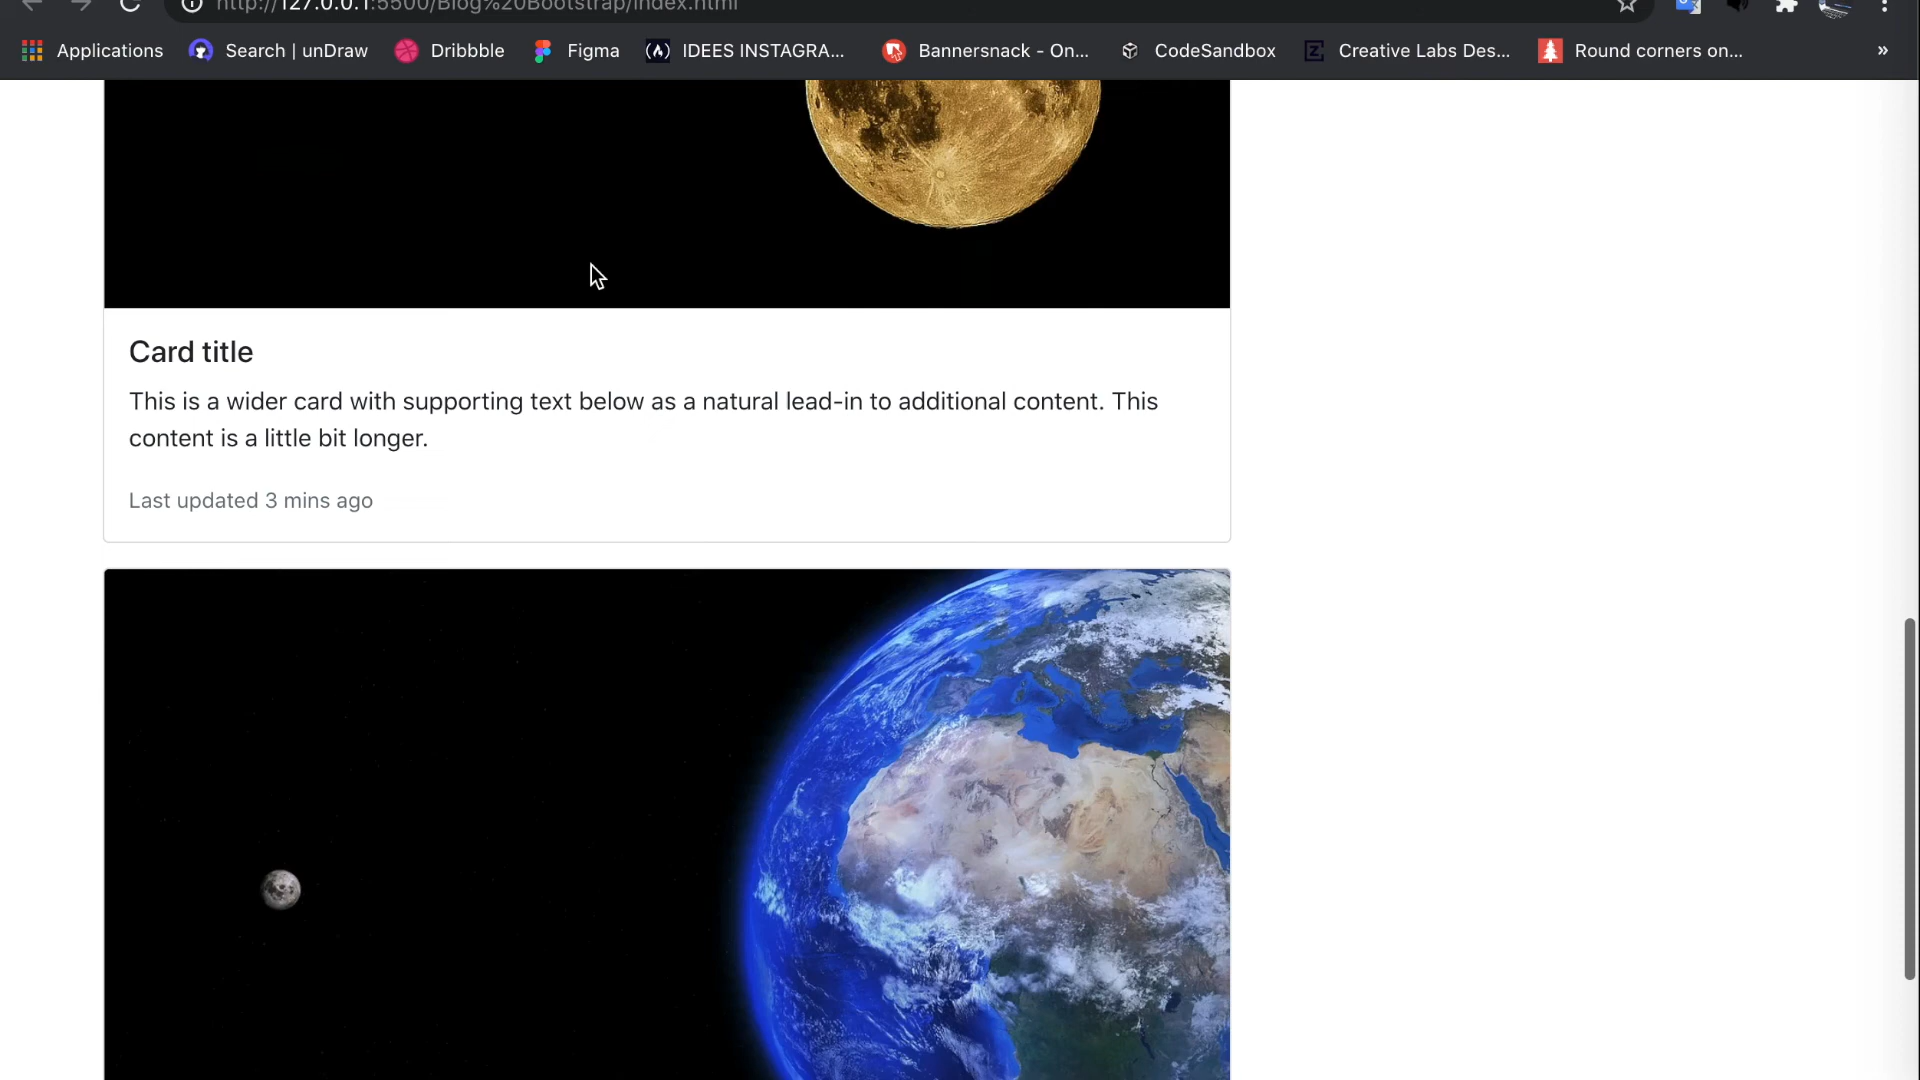 http://127.0.0.1:5500/Blog%20Bootstrap/index.html
Applications Search | unDraw Dribbble Figma IDEES INSTAGRA... Bannersnack - On... CodeSandbox Creative Labs Des... Round corners on... »
Card title
This is a wider card with supporting text below as a natural lead-in to additional content. This
content is a little bit longer.
Last updated 3 mins ago